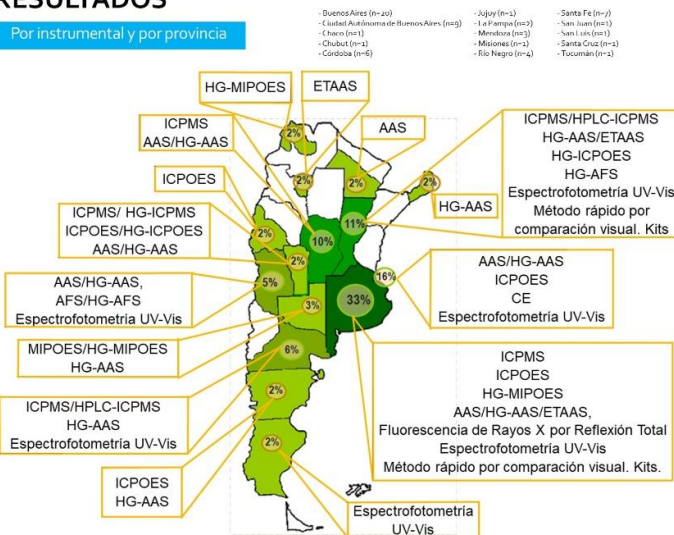 RESULTADOS
Por instrumental y por provincia
- Buenos Aires (n=20)
- Ciudad Autónoma de Buenos Aires (n=9)
- Chaco (n=1)
- Chubut (n=1)
- Córdoba (n=6)
- Jujuy (n=1)
- La Pampa (n=2)
- Mendoza (n=3)
- Misiones (n=1)
- Río Negro (n=4)
- Santa Fe (n=7)
- San Juan (n=1)
- San Luis (n=1)
- Santa Cruz (n=1)
- Tucumán (n=1)
HG-MIPOES
ETAAS
ICPMS
AAS/HG-AAS
AAS
ICPMS/HPLC-ICPMS
HG-AAS/ETAAS
HG-ICPOES
HG-AFS
Espectrofotometría UV-Vis
Método rápido por
comparación visual. Kits
ICPOES
HG-AAS
ICPMS/ HG-ICPMS
ICPOES/HG-ICPOES
AAS/HG-AAS
AAS/HG-AAS,
AFS/HG-AFS
Espectrofotometría UV-Vis
AAS/HG-AAS
ICPOES
CE
Espectrofotometría UV-Vis
MIPOES/HG-MIPOES
HG-AAS
ICPMS
ICPOES
HG-MIPOES
AAS/HG-AAS/ETAAS,
Fluorescencia de Rayos X por Reflexión Total
Espectrofotometría UV-Vis
Método rápido por comparación visual. Kits.
ICPMS/HPLC-ICPMS
HG-AAS
Espectrofotometría UV-Vis
ICPOES
HG-AAS
Espectrofotometría
UV-Vis
2%
2%
2%
2%
11%
10%
2%
2%
5%
16%
33%
3%
6%
2%
2%